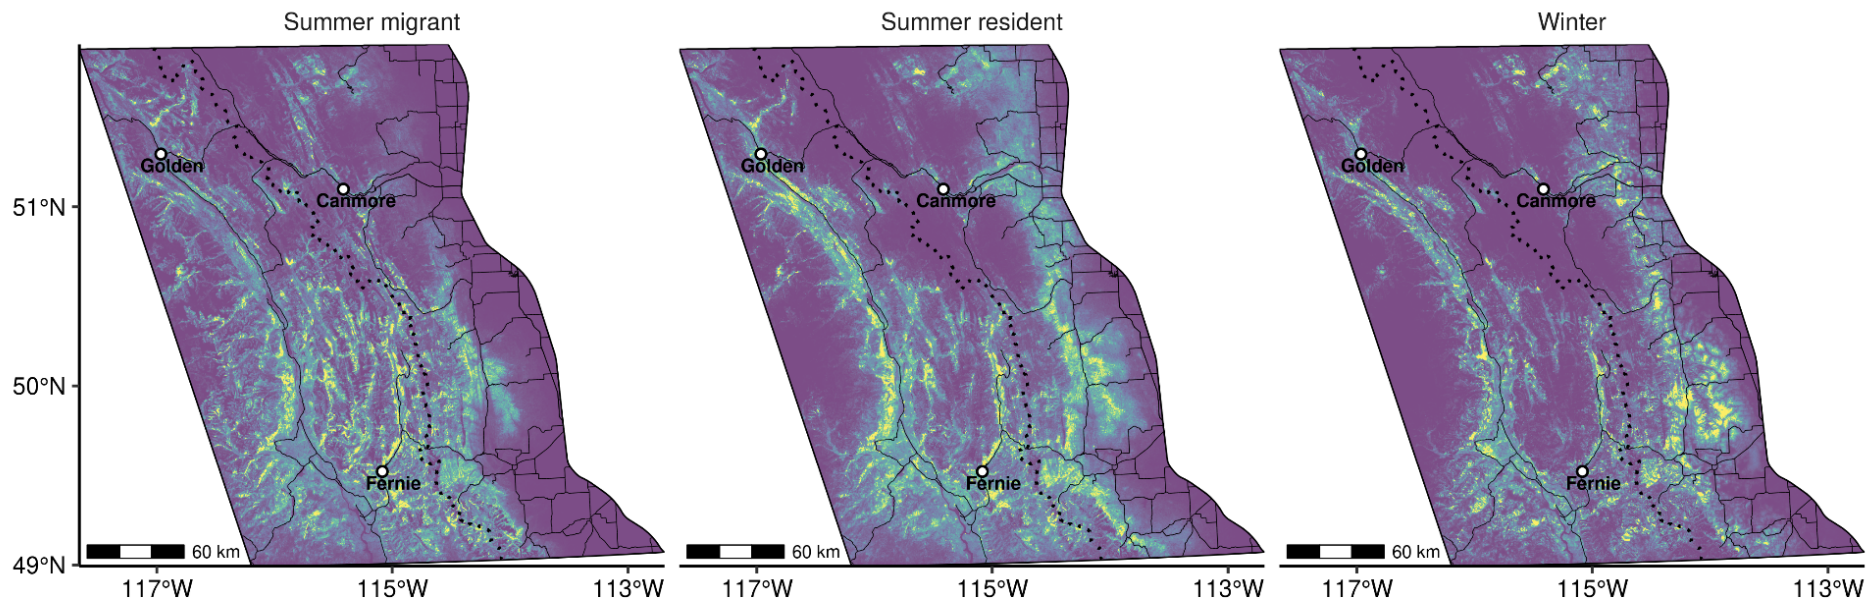 Summer migrant
Summer resident
Winter
51°N
50°N
49°N
Golden
Canmore
Fernie
60 km
117°W
115°W
113°W
Golden
Canmore
Fernie
60 km
117°W
115°W
113°W
Golden
Canmore
Fernie
60 km
117°W
115°W
113°W